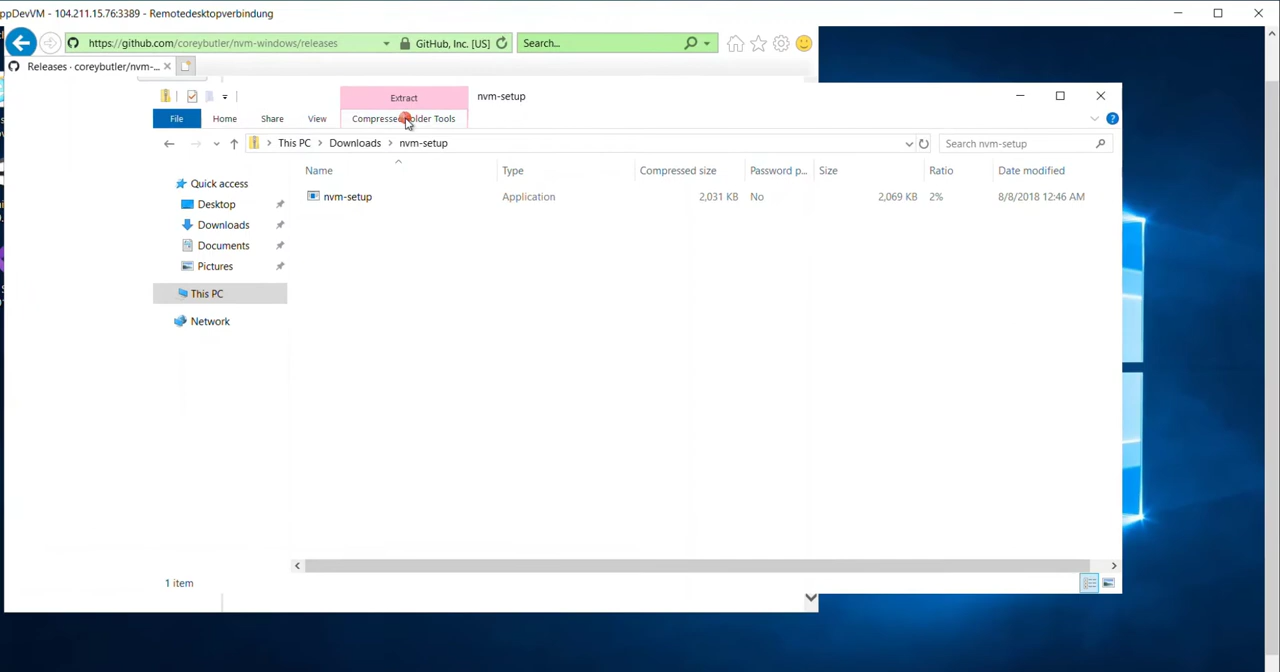 ppDevVM - 104.211.15.76:3389 - Remotedesktopverbindung
https://github.com/coreybutler/nvm-windows/releases
GitHub, Inc. [US]
Search...
Releases · coreybutler/nvm-...
Extract
nvm-setup
File
Home
Share
View
Compressed Folder Tools
This PC > Downloads > nvm-setup
Search nvm-setup
Name
Type
Compressed size
Password p...
Size
Ratio
Date modified
nvm-setup
Application
2,031 KB
No
2,069 KB
2%
8/8/2018 12:46 AM
Quick access
Desktop
Downloads
Documents
Pictures
This PC
Network
1 item